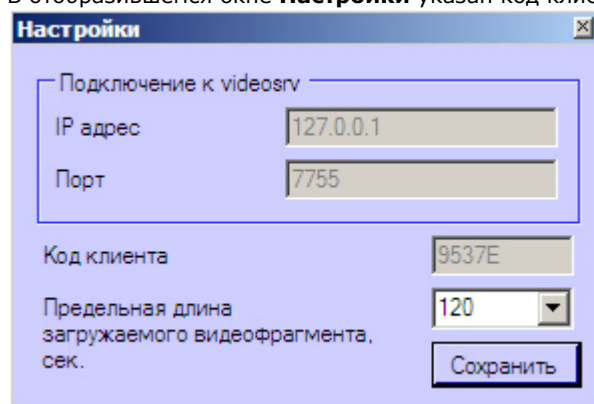 В отобразившемся окне Настройки указан код
Настройки
Подключение к videosrv
IP адрес 127.0.0.1
Порт 7755
Код клиента 9537E
Предельная длина 120
загружаемого видеофрагмента,
сек.
Сохранить